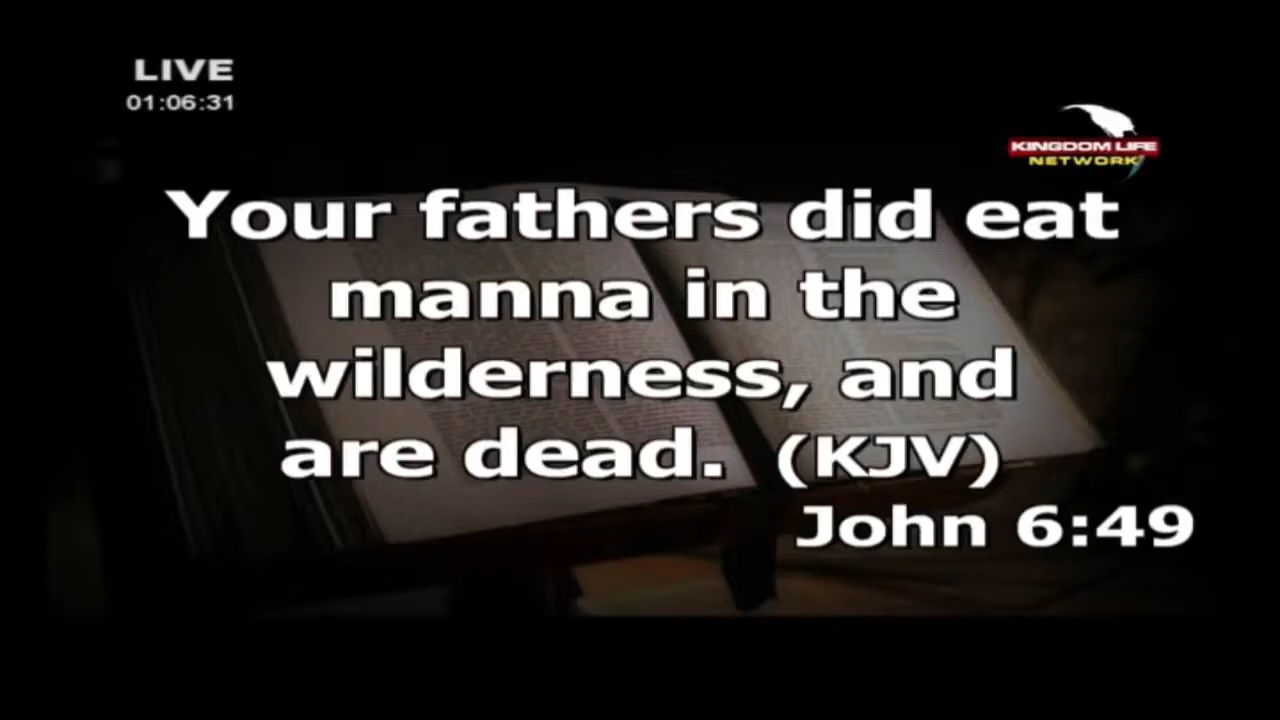 LIVE
01:06:31
KINGDOM LIFE
NETWORK
Your fathers did eat
manna in the
wilderness, and
are dead. (KJV)
John 6:49